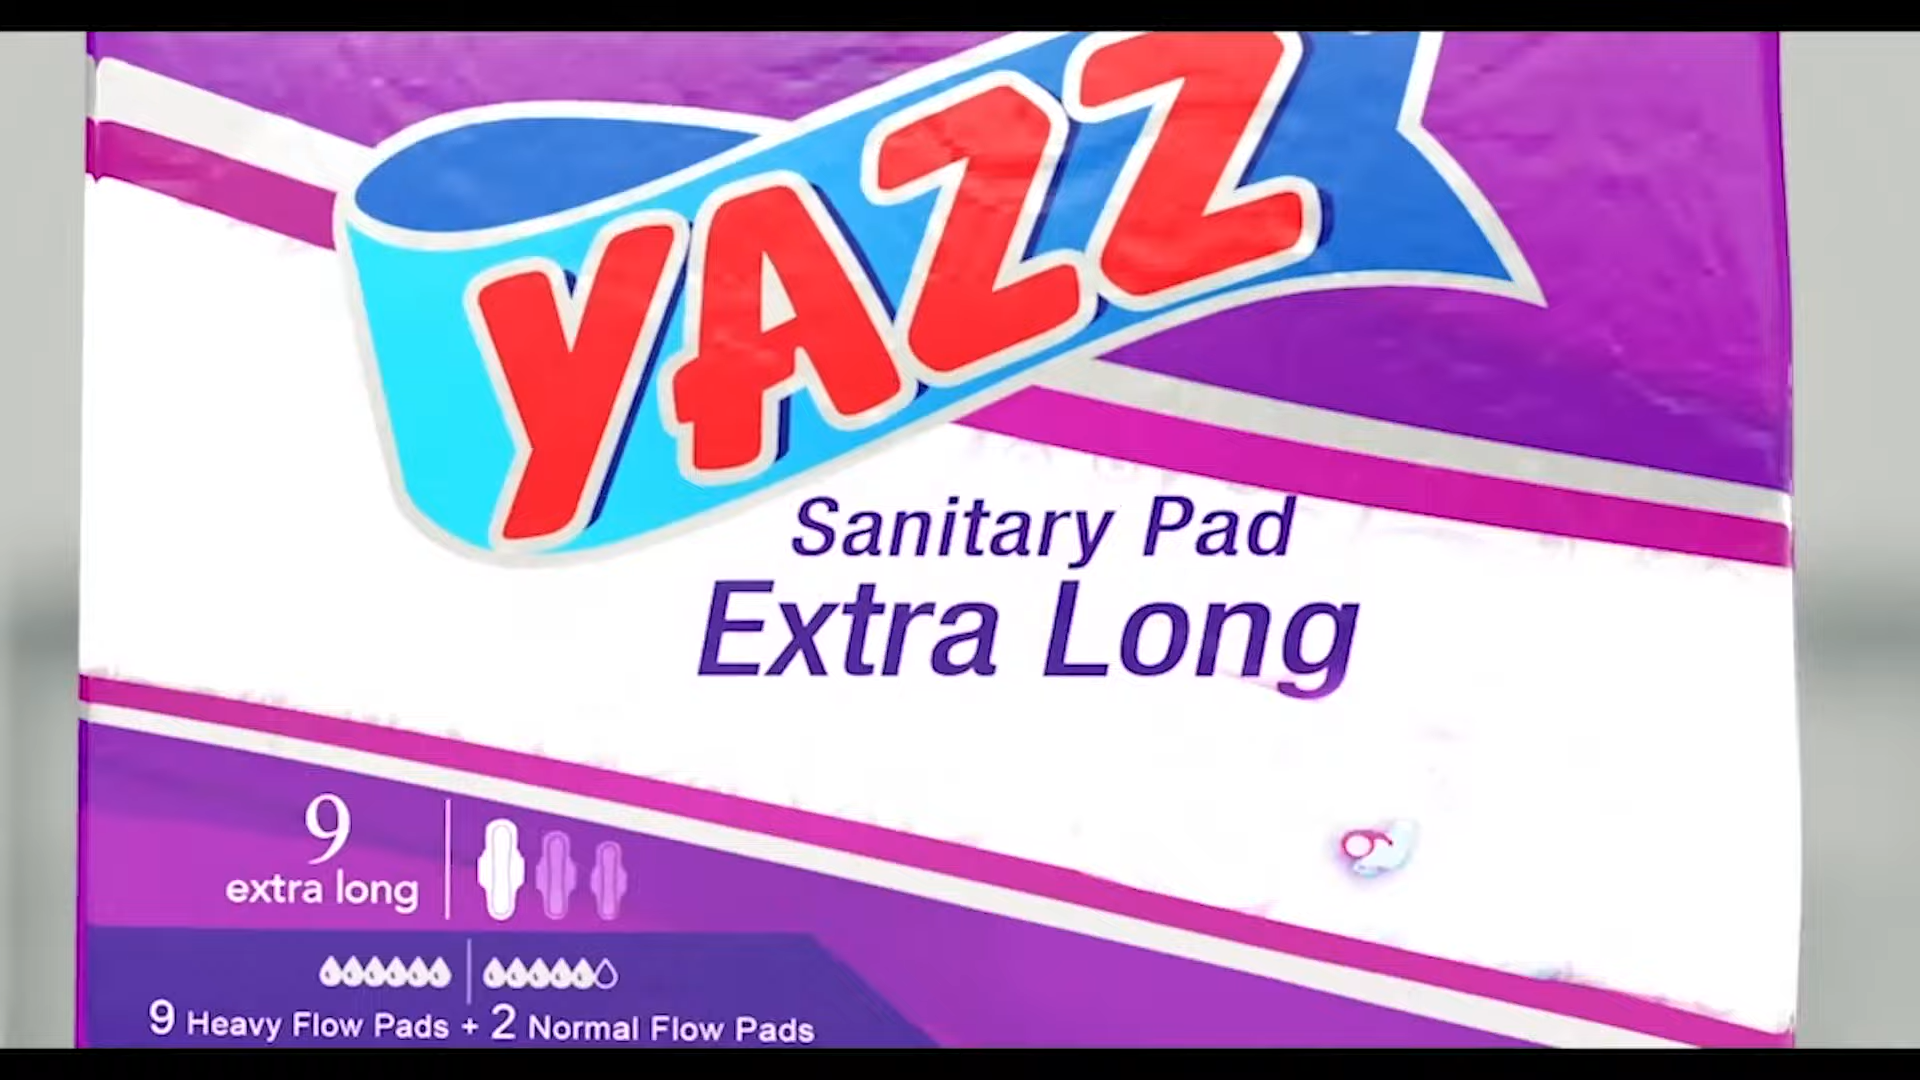 YAZZ
Sanitary Pad
Extra Long
9
extra long
9 Heavy Flow Pads + 2 Normal Flow Pads